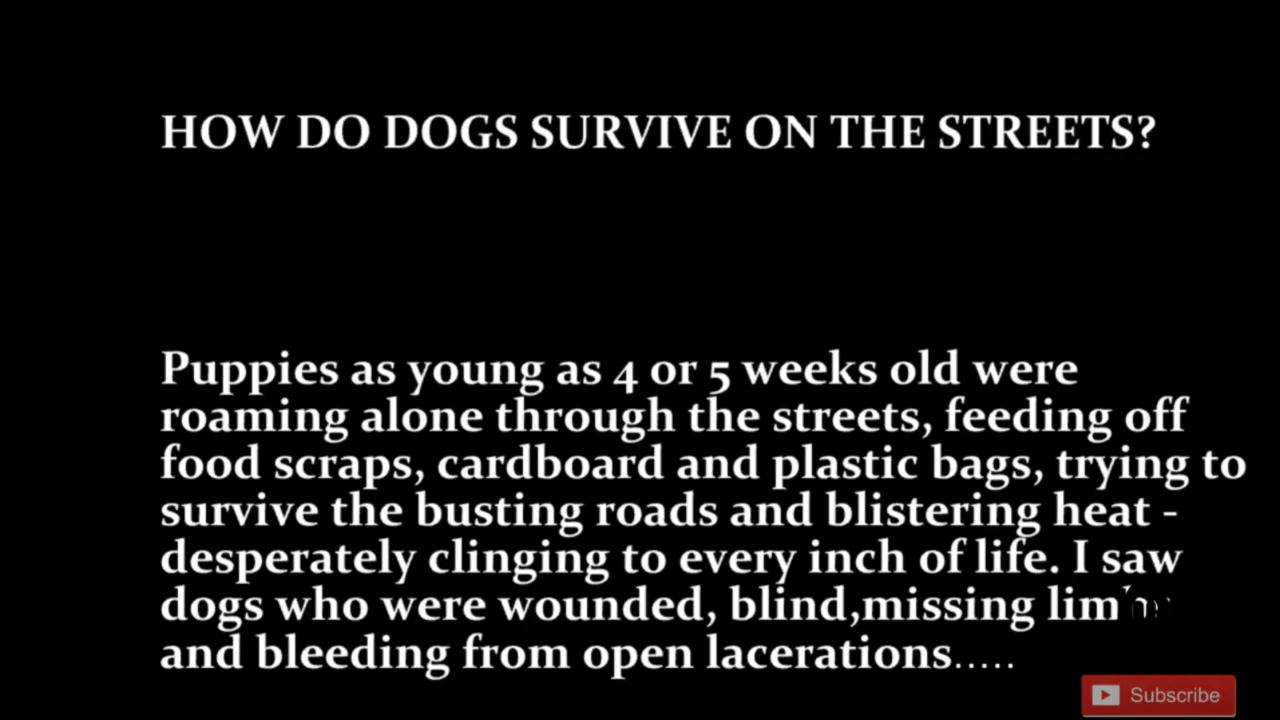 HOW DO DOGS SURVIVE ON THE STREETS?
Puppies as young as 4 or 5 weeks old were
roaming alone through the streets, feeding off
food scraps, cardboard and plastic bags, trying to
survive the busting roads and blistering heat -
desperately clinging to every inch of life. I saw
dogs who were wounded, blind,missing
and bleeding from open lacerations.....
Subscribe